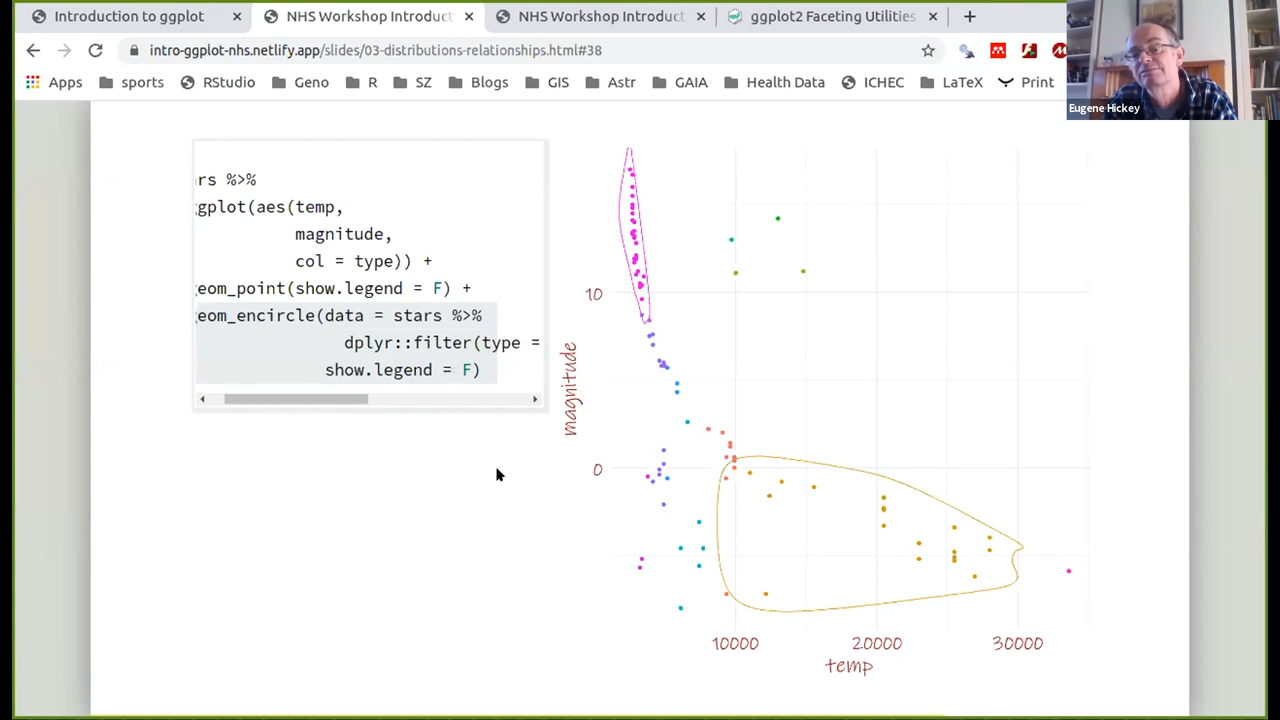 Introduction to ggplot
NHS Workshop Introduct
NHS Workshop Introduct
ggplot2 Faceting Utilities
intro-ggplot-nhs.netlify.app/slides/03-distributions-relationships.html#38
Apps
sports
RStudio
Geno
R
SZ
Blogs
GIS
Astr
GAIA
Health Data
ICHEC
LaTeX
Print
Eugene Hickey
rs %>%
ggplot(aes(temp,
magnitude,
col = type)) +
geom_point(show.legend = F) +
geom_encircle(data = stars %>%
dplyr::filter(type =
show.legend = F)
10
0
magnitude
10000
20000
30000
temp